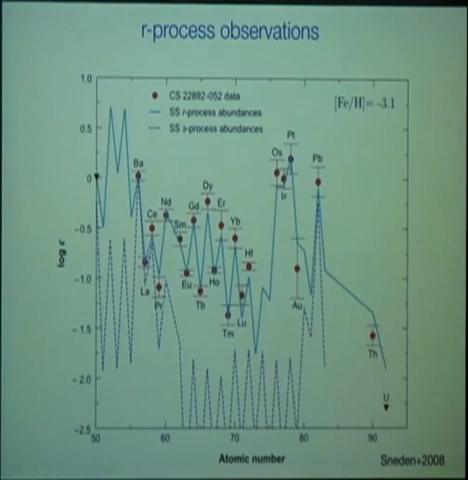 r-process observations
1.0
CS 22892-052 data
SS r-process abundances
SS s-process abundances
[Fe/H]= -3.1
0.5
Pt
Os
Pb
Ba
0
Ir
Dy
Nd
Er
Gd
Ce
Yb
Sm
log ε
-0.5
Hf
La
Eu
Ho
-1.0
Pr
Tb
Lu
Au
Tm
-1.5
Th
-2.0
U
-2.5
50
60
70
80
90
Atomic number
Sneden+2008